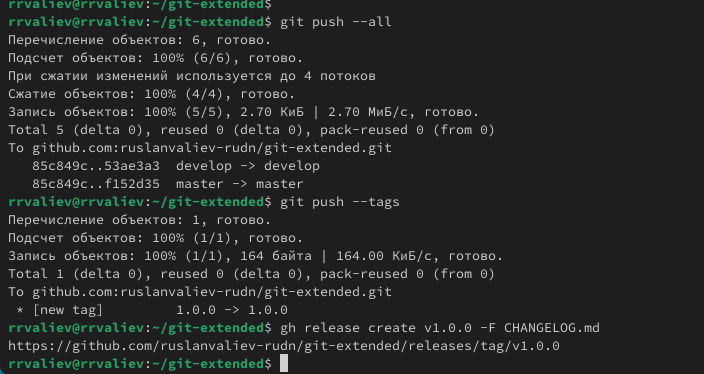 rrvaliev@rrvaliev:~/git-extended$
rrvaliev@rrvaliev:~/git-extended$ git push --all
Перечисление объектов: 6, готово.
Подсчет объектов: 100% (6/6), готово.
При сжатии изменений используется до 4 потоков
Сжатие объектов: 100% (4/4), готово.
Запись объектов: 100% (5/5), 2.70 КиБ | 2.70 МиБ/с, готово.
Total 5 (delta 0), reused 0 (delta 0), pack-reused 0 (from 0)
To github.com:ruslanvaliev-rudn/git-extended.git
   85c849c..53ae3a3  develop -> develop
   85c849c..f152d35  master -> master
rrvaliev@rrvaliev:~/git-extended$ git push --tags
Перечисление объектов: 1, готово.
Подсчет объектов: 100% (1/1), готово.
Запись объектов: 100% (1/1), 164 байта | 164.00 КиБ/с, готово.
Total 1 (delta 0), reused 0 (delta 0), pack-reused 0 (from 0)
To github.com:ruslanvaliev-rudn/git-extended.git
 * [new tag]         1.0.0 -> 1.0.0
rrvaliev@rrvaliev:~/git-extended$ gh release create v1.0.0 -F CHANGELOG.md
https://github.com/ruslanvaliev-rudn/git-extended/releases/tag/v1.0.0
rrvaliev@rrvaliev:~/git-extended$